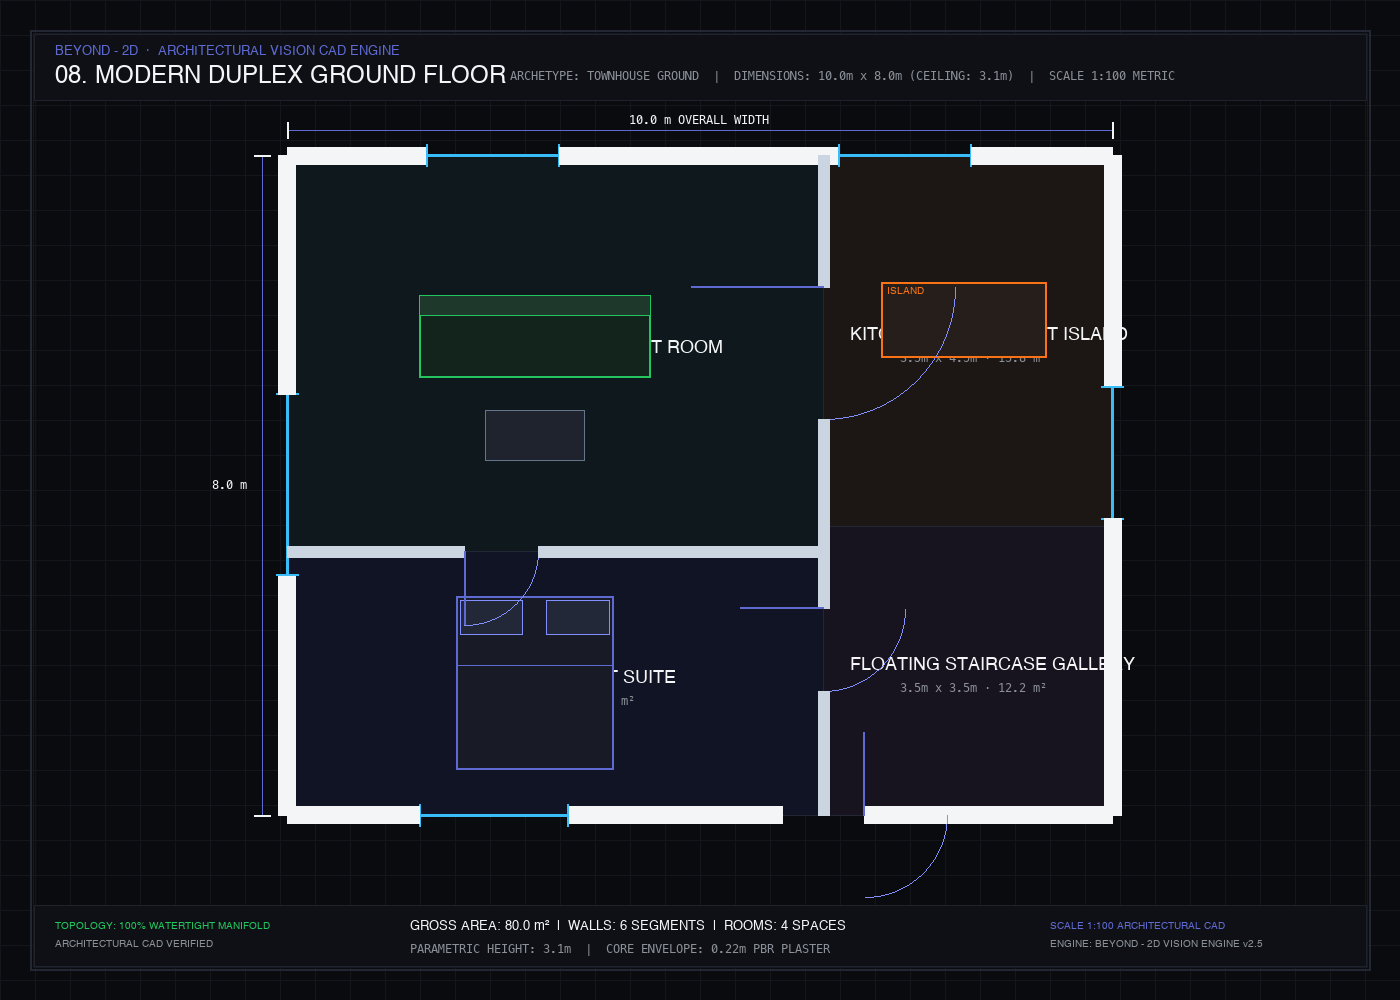 BEYOND - 2D · ARCHITECTURAL VISION CAD ENGINE
08. MODERN DUPLEX GROUND FLOOR ARCHETYPE: TOWNHOUSE GROUND | DIMENSIONS: 10.0m x 8.0m (CEILING: 3.1m) | SCALE 1:100 METRIC
10.0 m OVERALL WIDTH
ISLAND
T ROOM
ISLAND
8.0 m
SUITE
m²
FLOATING STAIRCASE GALLERY
3.5m x 3.5m · 12.2 m²
TOPOLOGY: 100% WATERTIGHT MANIFOLD
ARCHITECTURAL CAD VERIFIED
GROSS AREA: 80.0 m² | WALLS: 6 SEGMENTS | ROOMS: 4 SPACES
PARAMETRIC HEIGHT: 3.1m | CORE ENVELOPE: 0.22m PBR PLASTER
SCALE 1:100 ARCHITECTURAL CAD
ENGINE: BEYOND - 2D VISION ENGINE v2.5